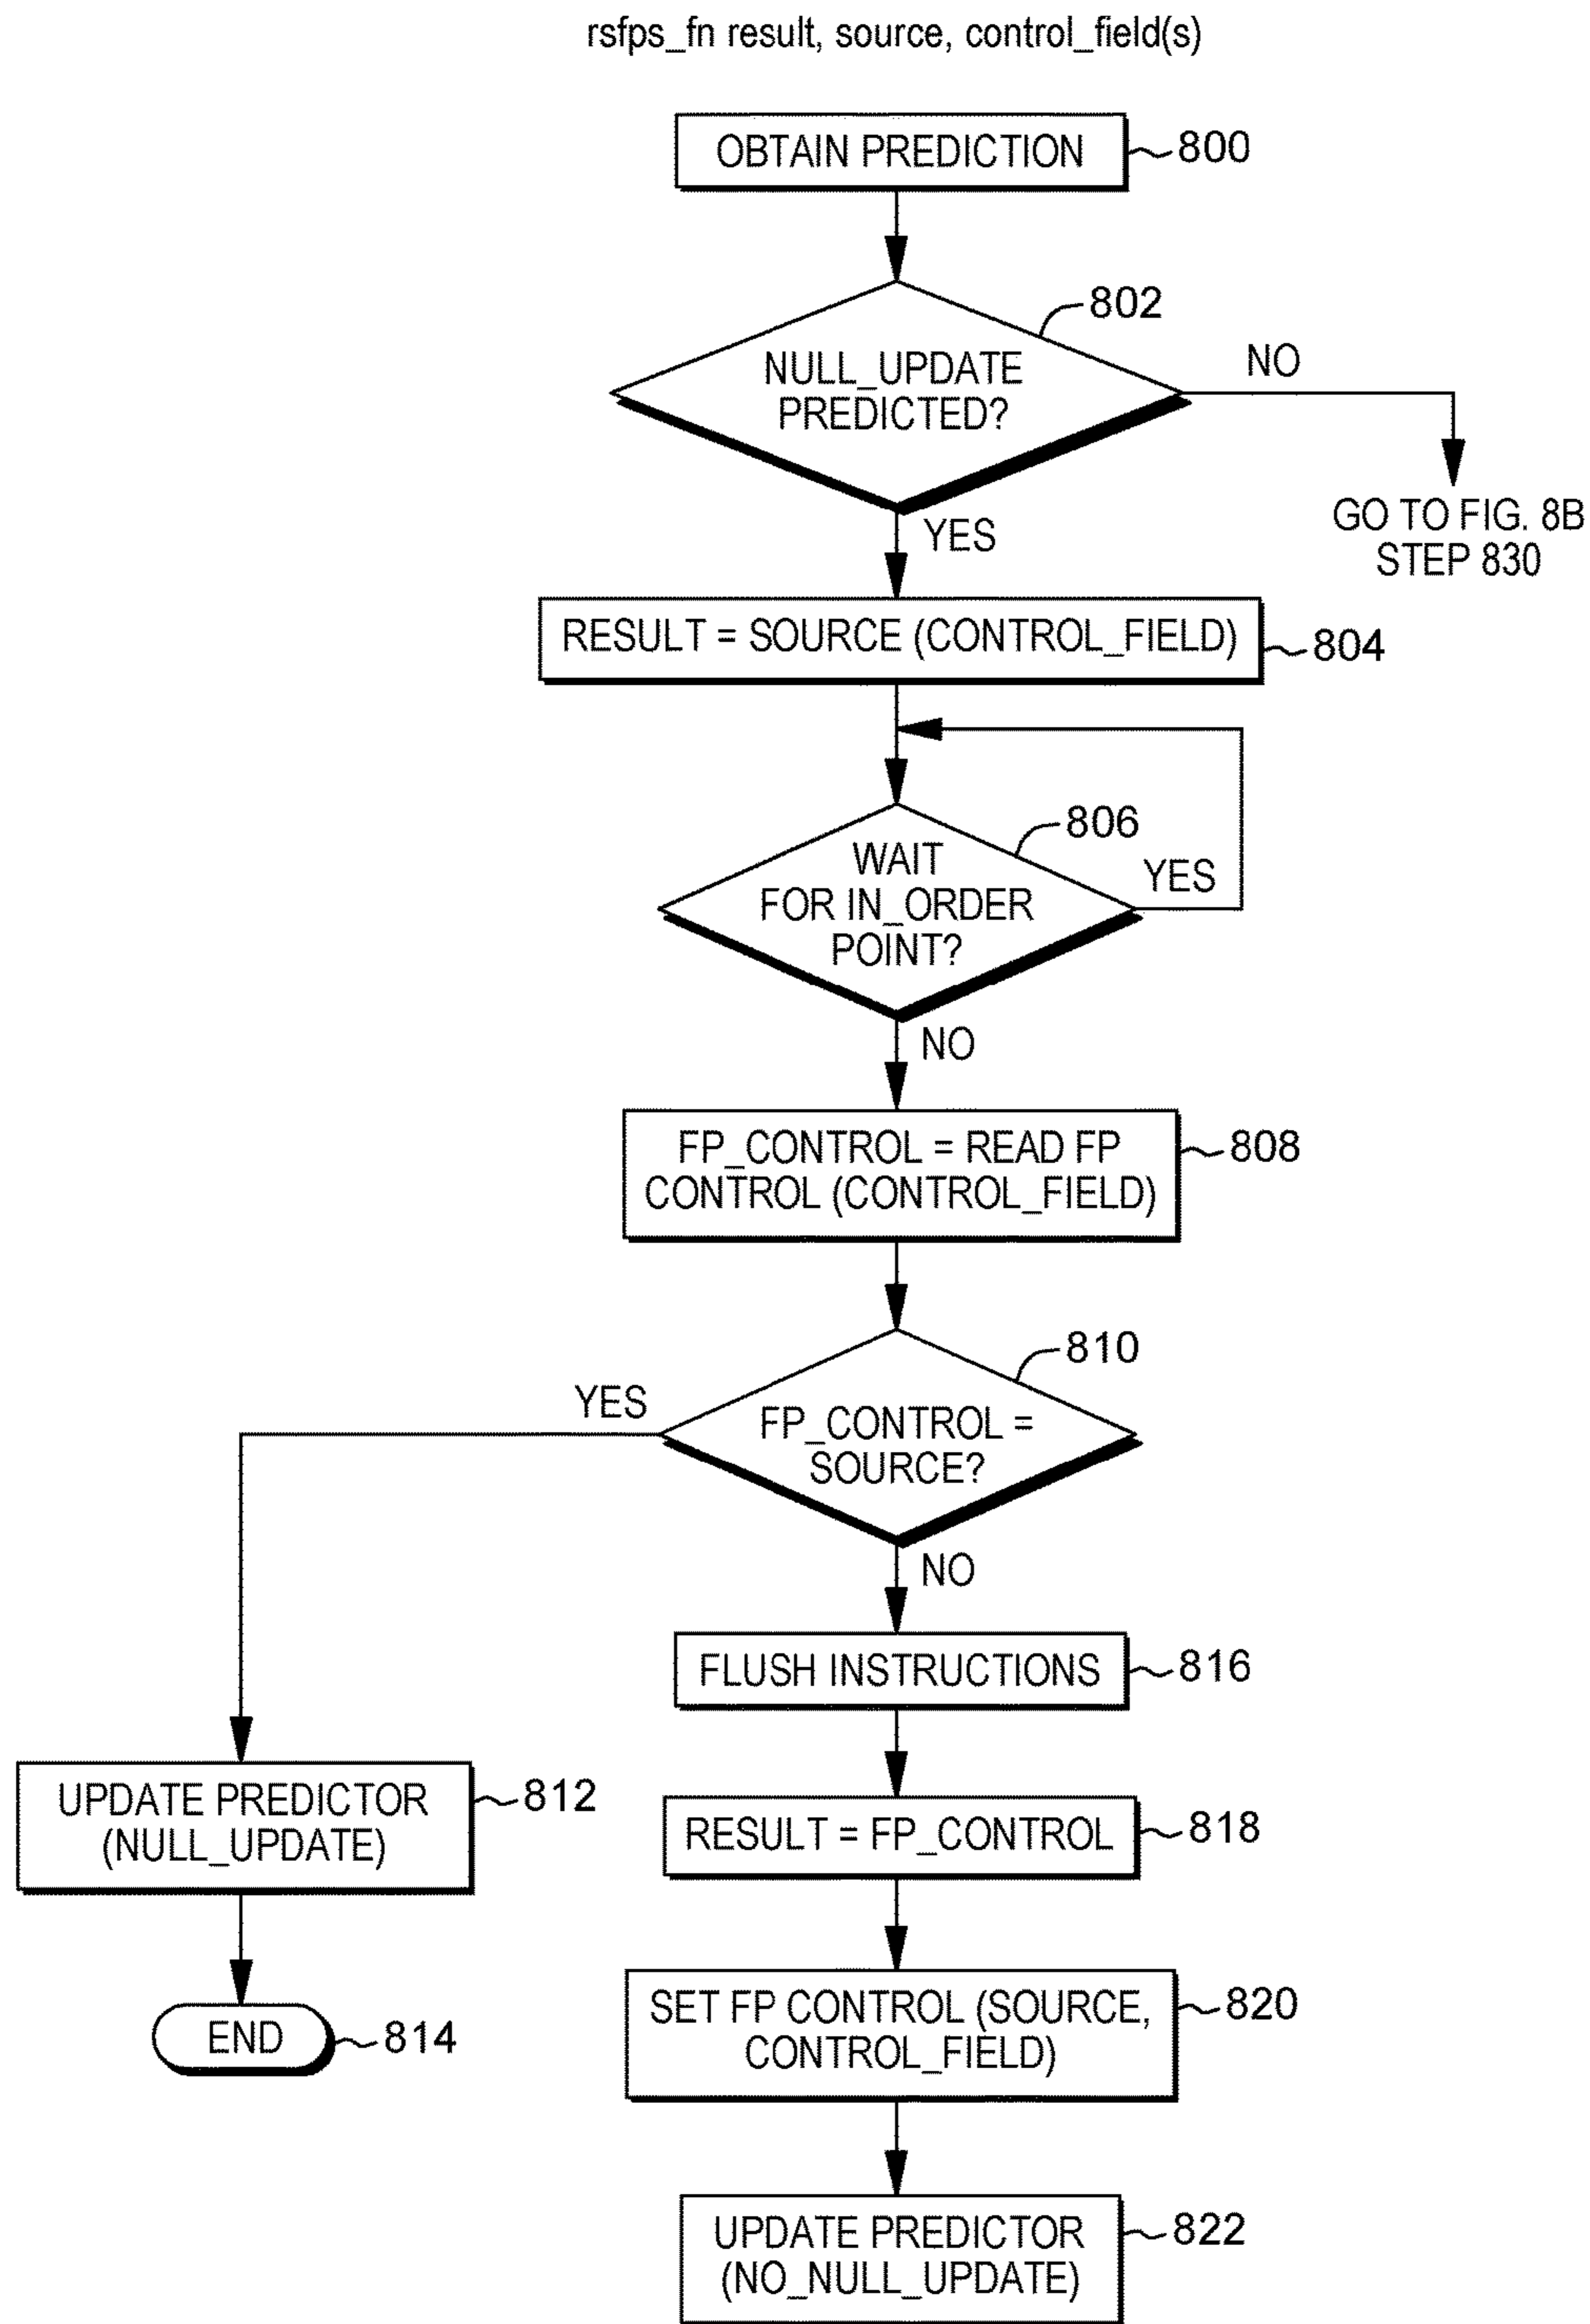 rsfps_fn result, source, control_field(s)
OBTAIN PREDICTION
800
802
NULL_UPDATE
PREDICTED?
NO
GO TO FIG. 8B
STEP 830
YES
RESULT = SOURCE (CONTROL_FIELD)
804
806
WAIT
FOR IN_ORDER
POINT?
YES
NO
FP_CONTROL = READ FP
CONTROL (CONTROL_FIELD)
808
810
YES
FP_CONTROL =
SOURCE?
NO
FLUSH INSTRUCTIONS
816
UPDATE PREDICTOR
(NULL_UPDATE)
812
RESULT = FP_CONTROL
818
END
814
SET FP CONTROL (SOURCE,
CONTROL_FIELD)
820
UPDATE PREDICTOR
(NO_NULL_UPDATE)
822